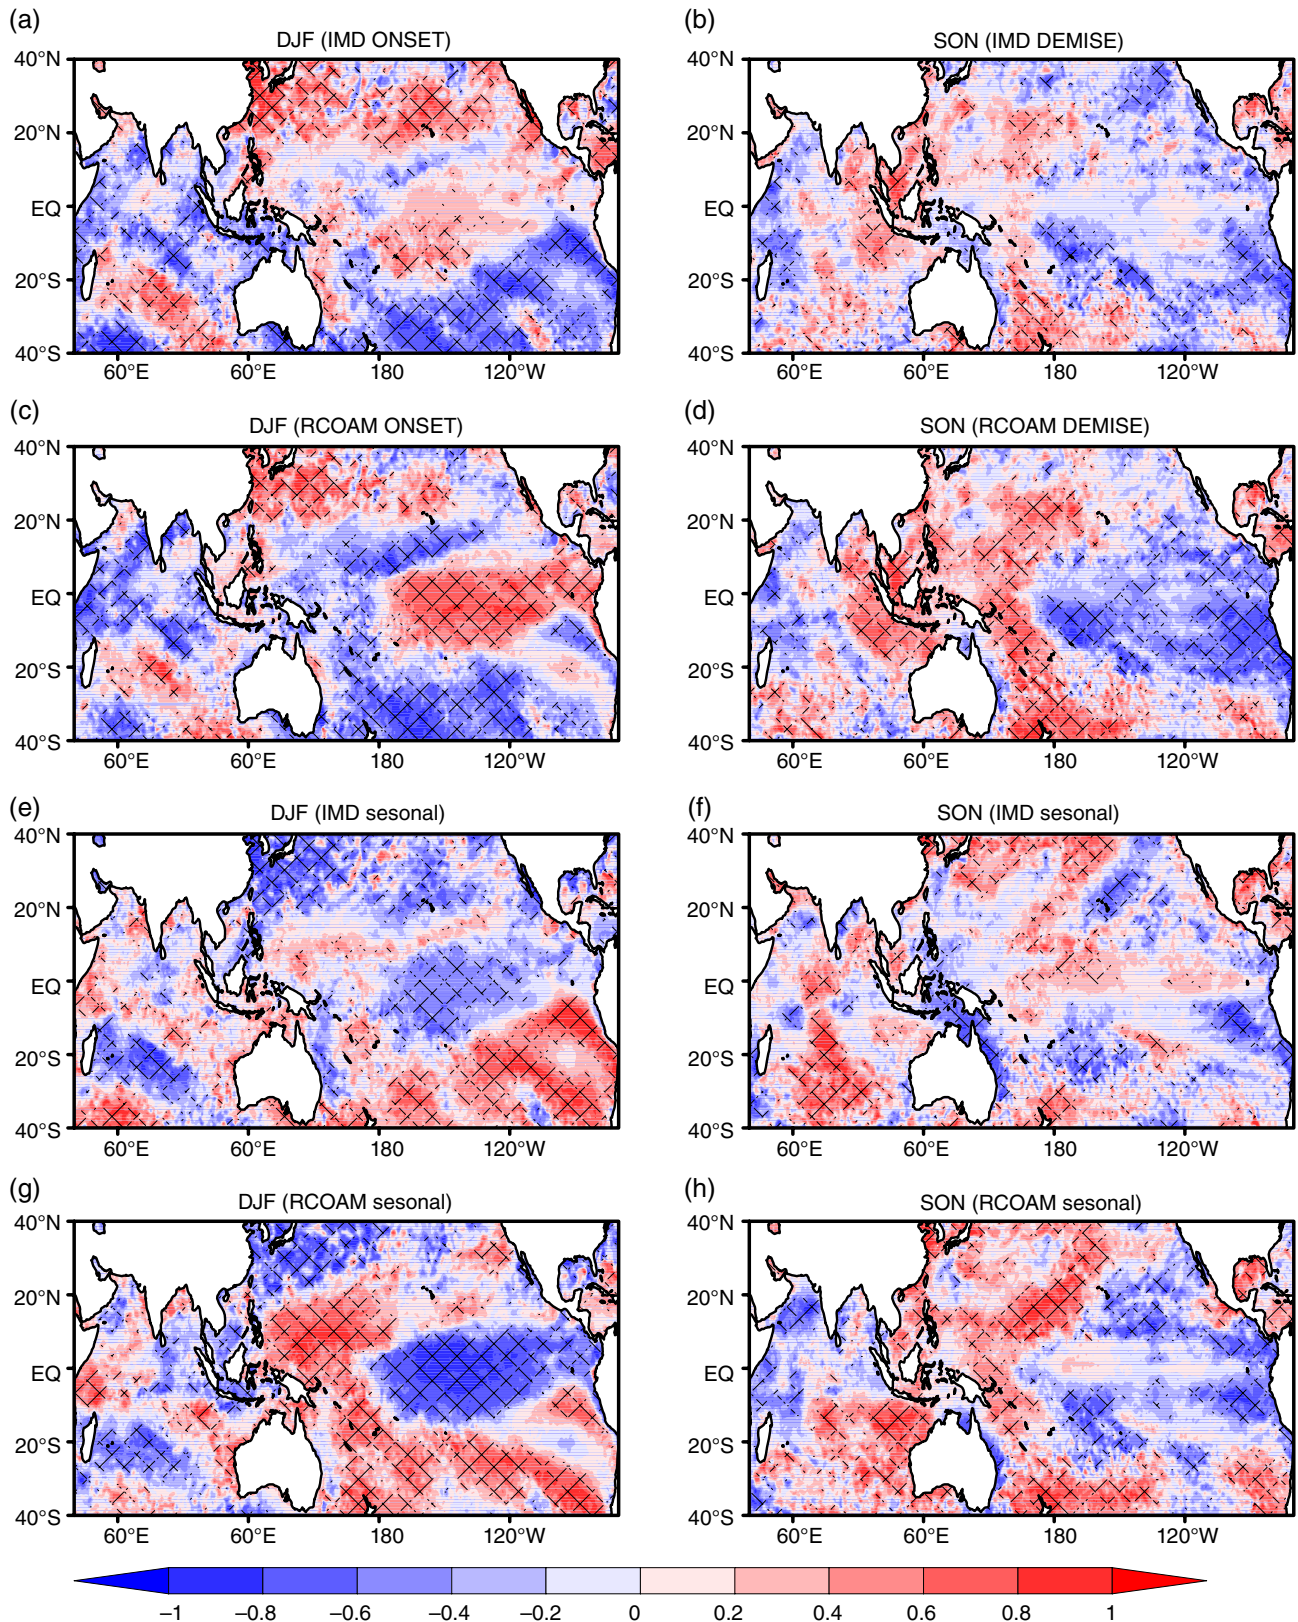 (a) (b)
DJF (IMD ONSET) SON (IMD DEMISE)
40°N 40°N
20°N 20°N
EQ EQ
20°S 20°S
40°S 40°S
60°E 60°E 180 120°W 60°E 60°E 180 120°W
(c) (d)
DJF (RCOAM ONSET) SON (RCOAM DEMISE)
40°N 40°N
20°N 20°N
EQ EQ
20°S 20°S
40°S 40°S
60°E 60°E 180 120°W 60°E 60°E 180 120°W
(e) (f)
DJF (IMD sesonal) SON (IMD sesonal)
40°N 40°N
20°N 20°N
EQ EQ
20°S 20°S
40°S 40°S
60°E 60°E 180 120°W 60°E 60°E 180 120°W
(g) (h)
DJF (RCOAM sesonal) SON (RCOAM sesonal)
40°N 40°N
20°N 20°N
EQ EQ
20°S 20°S
40°S 40°S
60°E 60°E 180 120°W 60°E 60°E 180 120°W
−1 −0.8 −0.6 −0.4 −0.2 0 0.2 0.4 0.6 0.8 1